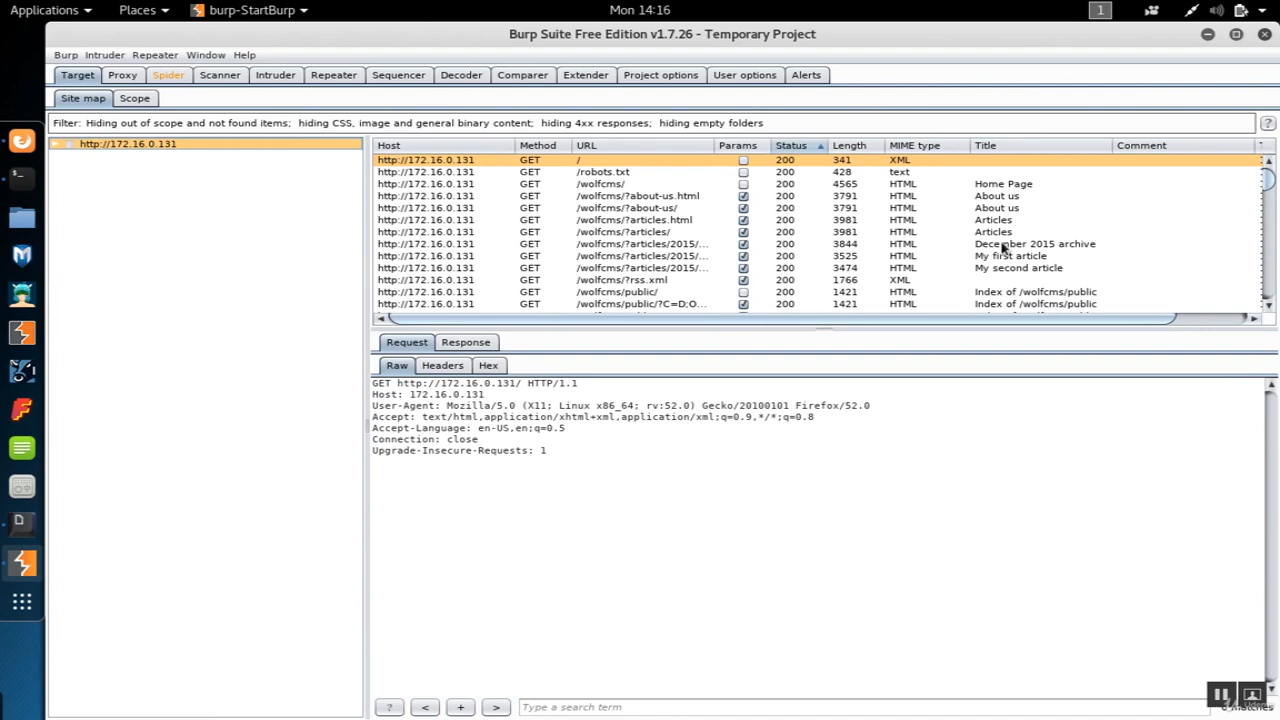 Applications Places burp-StartBurp Mon 14:16 1
Burp Suite Free Edition v1.7.26 - Temporary Project
Burp Intruder Repeater Window Help
Target Proxy Spider Scanner Intruder Repeater Sequencer Decoder Comparer Extender Project options User options Alerts
Site map Scope
Filter: Hiding out of scope and not found items; hiding CSS, image and general binary content; hiding 4xx responses; hiding empty folders ?
http://172.16.0.131
Host Method URL Params Status Length MIME type Title Comment
http://172.16.0.131 GET / 200 341 XML
http://172.16.0.131 GET /robots.txt 200 428 text
http://172.16.0.131 GET /wolfcms/ 200 4565 HTML Home Page
http://172.16.0.131 GET /wolfcms/?about-us.html 200 3791 HTML About us
http://172.16.0.131 GET /wolfcms/?about-us/ 200 3791 HTML About us
http://172.16.0.131 GET /wolfcms/?articles.html 200 3981 HTML Articles
http://172.16.0.131 GET /wolfcms/?articles/ 200 3981 HTML Articles
http://172.16.0.131 GET /wolfcms/?articles/2015/... 200 3844 HTML December 2015 archive
http://172.16.0.131 GET /wolfcms/?articles/2015/... 200 3525 HTML My first article
http://172.16.0.131 GET /wolfcms/?articles/2015/... 200 3474 HTML My second article
http://172.16.0.131 GET /wolfcms/?rss.xml 200 1766 XML
http://172.16.0.131 GET /wolfcms/public/ 200 1421 HTML Index of /wolfcms/public
http://172.16.0.131 GET /wolfcms/public/?C=D;O... 200 1421 HTML Index of /wolfcms/public
Request Response
Raw Headers Hex
GET http://172.16.0.131/ HTTP/1.1
Host: 172.16.0.131
User-Agent: Mozilla/5.0 (X11; Linux x86_64; rv:52.0) Gecko/20100101 Firefox/52.0
Accept: text/html,application/xhtml+xml,application/xml;q=0.9,*/*;q=0.8
Accept-Language: en-US,en;q=0.5
Connection: close
Upgrade-Insecure-Requests: 1
? < + > Type a search term matches